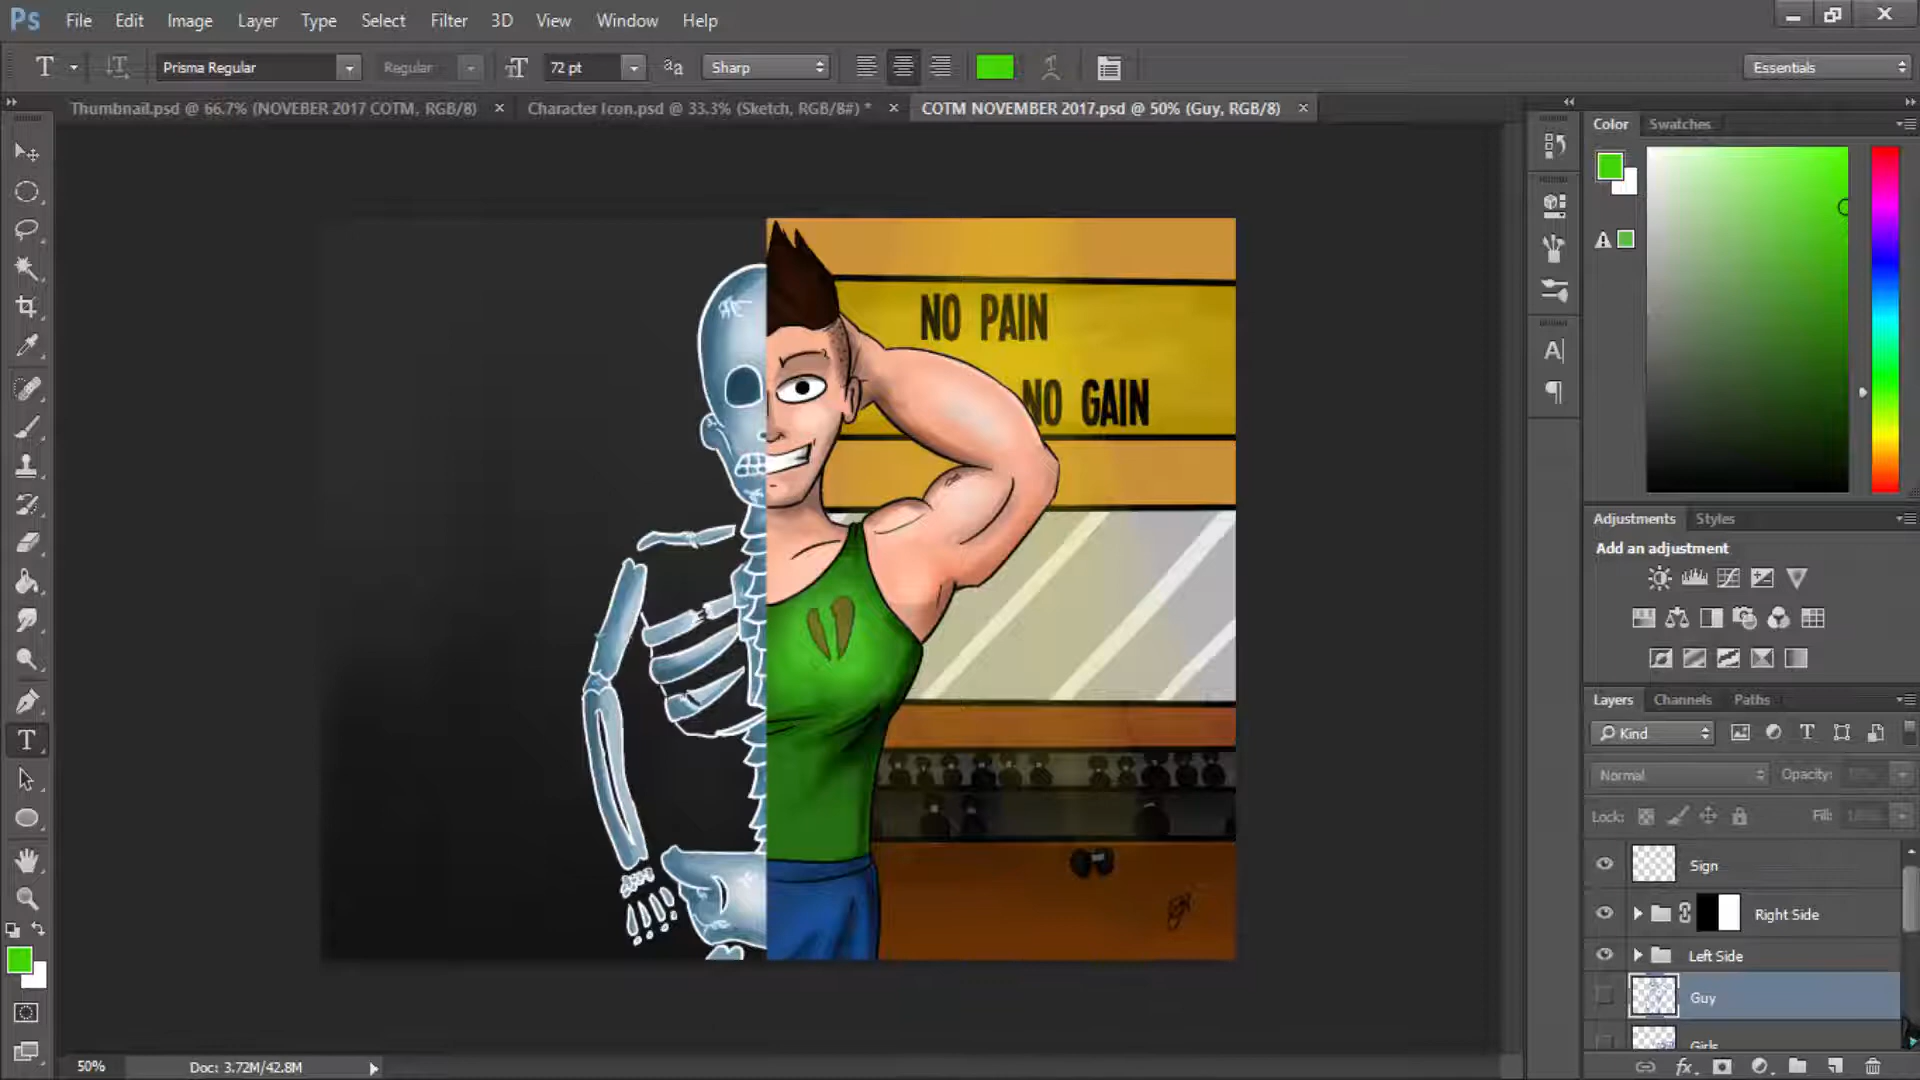 Ps File Edit Image Layer Type Select Filter 3D View Window Help
T Prisma Regular Regular 72 pt Sharp Essentials
Thumbnail.psd @ 66.7% (NOVEBER 2017 COTM, RGB/8) × Character Icon.psd @ 33.3% (Sketch, RGB/8#) * × COTM NOVEMBER 2017.psd @ 50% (Guy, RGB/8) ×
Color Swatches
NO PAIN
NO GAIN
Adjustments Styles
Add an adjustment
Layers Channels Paths
Kind
Normal Opacity:
Lock: Fill:
Sign
Right Side
Left Side
Guy
Girls
50% Doc: 3.72M/42.8M